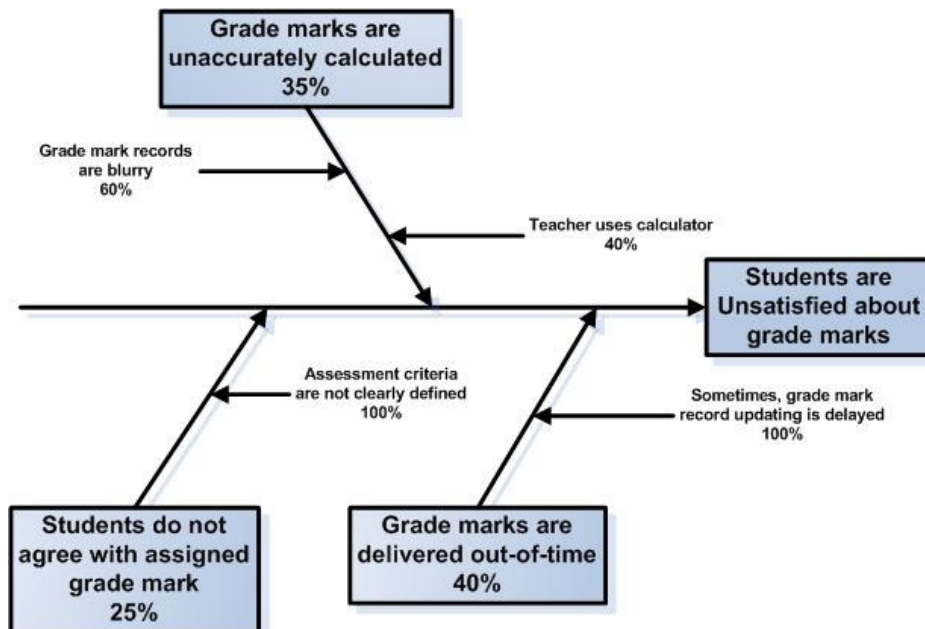 Grade marks are
unaccurately calculated
35%
Grade mark records
are blurry
60%
Teacher uses calculator
40%
Students are
Unsatisfied about
grade marks
Assessment criteria
are not clearly defined
100%
Sometimes, grade mark
record updating is delayed
100%
Students do not
agree with assigned
grade mark
25%
Grade marks are
delivered out-of-time
40%